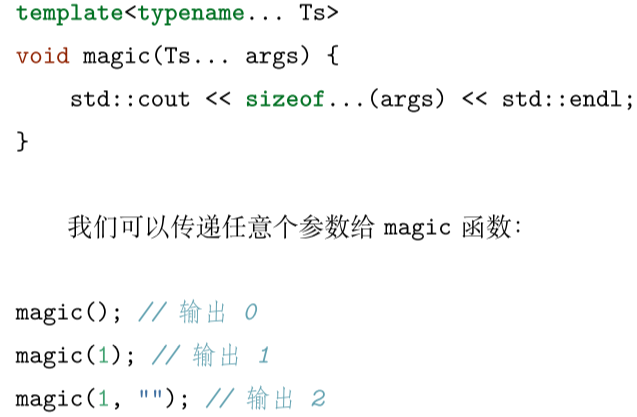 template<typename... Ts>
void magic(Ts... args) {
    std::cout << sizeof...(args) << std::endl;
}
我们可以传递任意个参数给 magic 函数：
magic(); // 输出 0
magic(1); // 输出 1
magic(1, ""); // 输出 2